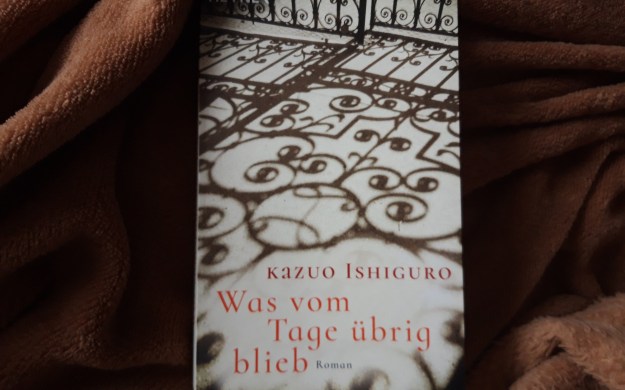 KAZUO ISHIGURO
Was vom
Tage übrig
blieb Roman